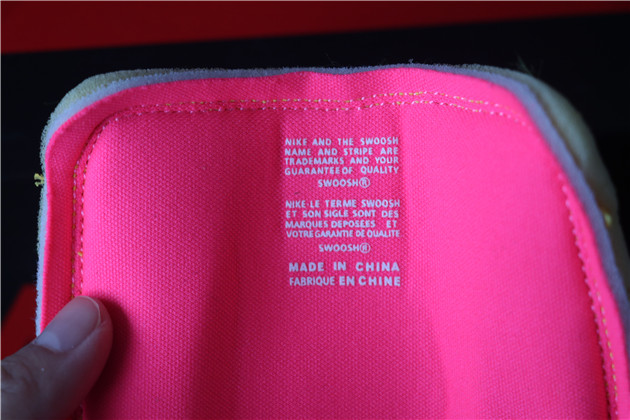 NIKE AND THE SWOOSH
NAME AND STRIPE ARE
TRADEMARKS AND YOUR
GUARANTEE OF QUALITY
SWOOSH®
NIKE·LE TERME SWOOSH
ET SON SIGLE SONT DES
MARQUES DEPOSÉES ET
VOTRE GARANTIE DE QUALITE
SWOOSH®
MADE IN CHINA
FABRIQUE EN CHINE